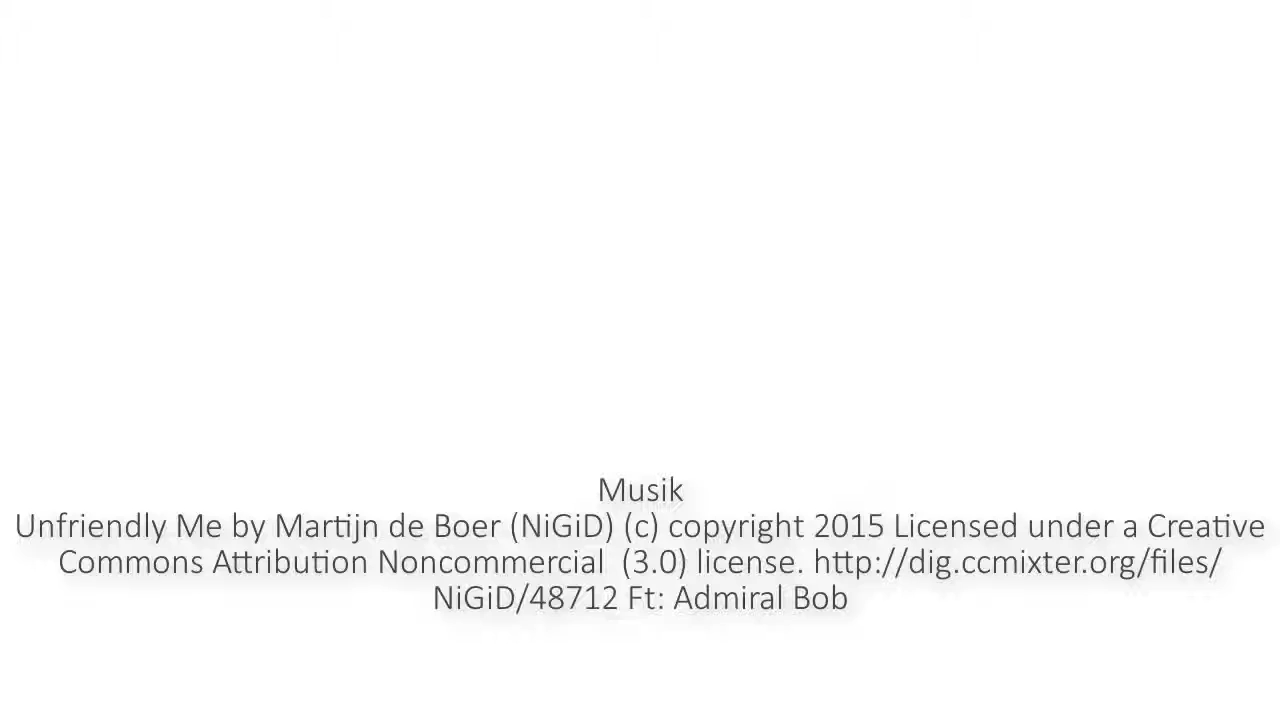 Musik
Unfriendly Me by Martijn de Boer (NiGiD) (c) copyright 2015 Licensed under a Creative
Commons Attribution Noncommercial  (3.0) license. http://dig.ccmixter.org/files/
NiGiD/48712 Ft: Admiral Bob